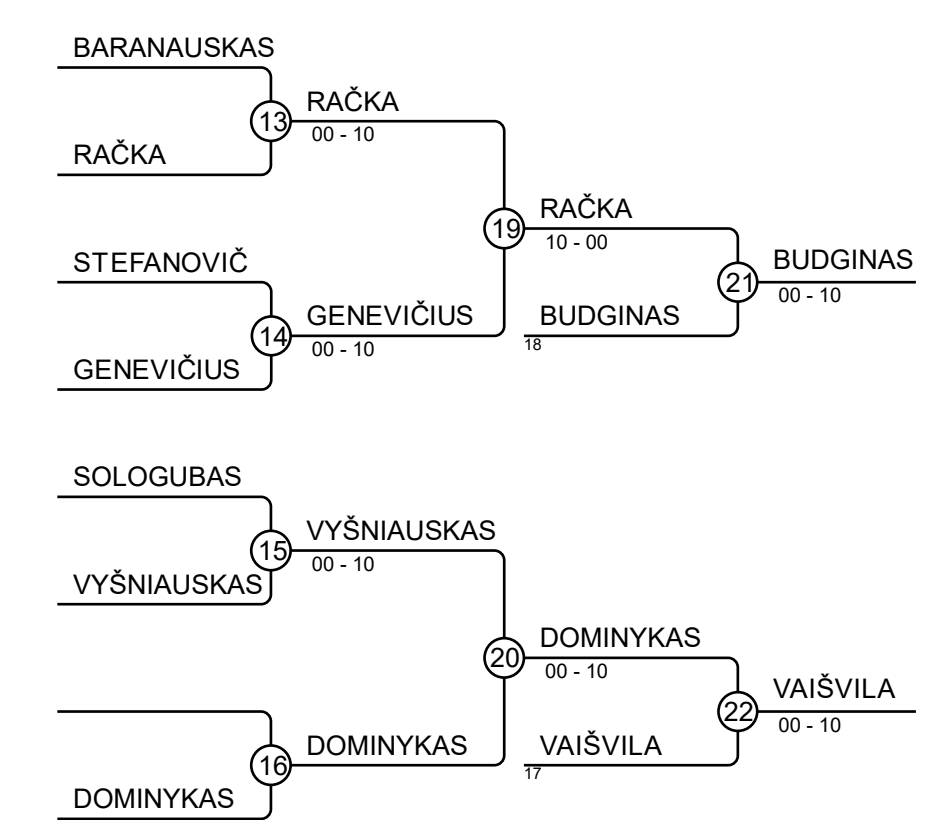 BARANAUSKAS
13
RAČKA
00 - 10
RAČKA
19
RAČKA
10 - 00
STEFANOVIČ
14
GENEVIČIUS
00 - 10
GENEVIČIUS
21
BUDGINAS
00 - 10
BUDGINAS
18
SOLOGUBAS
15
VYŠNIAUSKAS
00 - 10
VYŠNIAUSKAS
20
DOMINYKAS
00 - 10
16
DOMINYKAS
DOMINYKAS
22
VAIŠVILA
00 - 10
VAIŠVILA
17